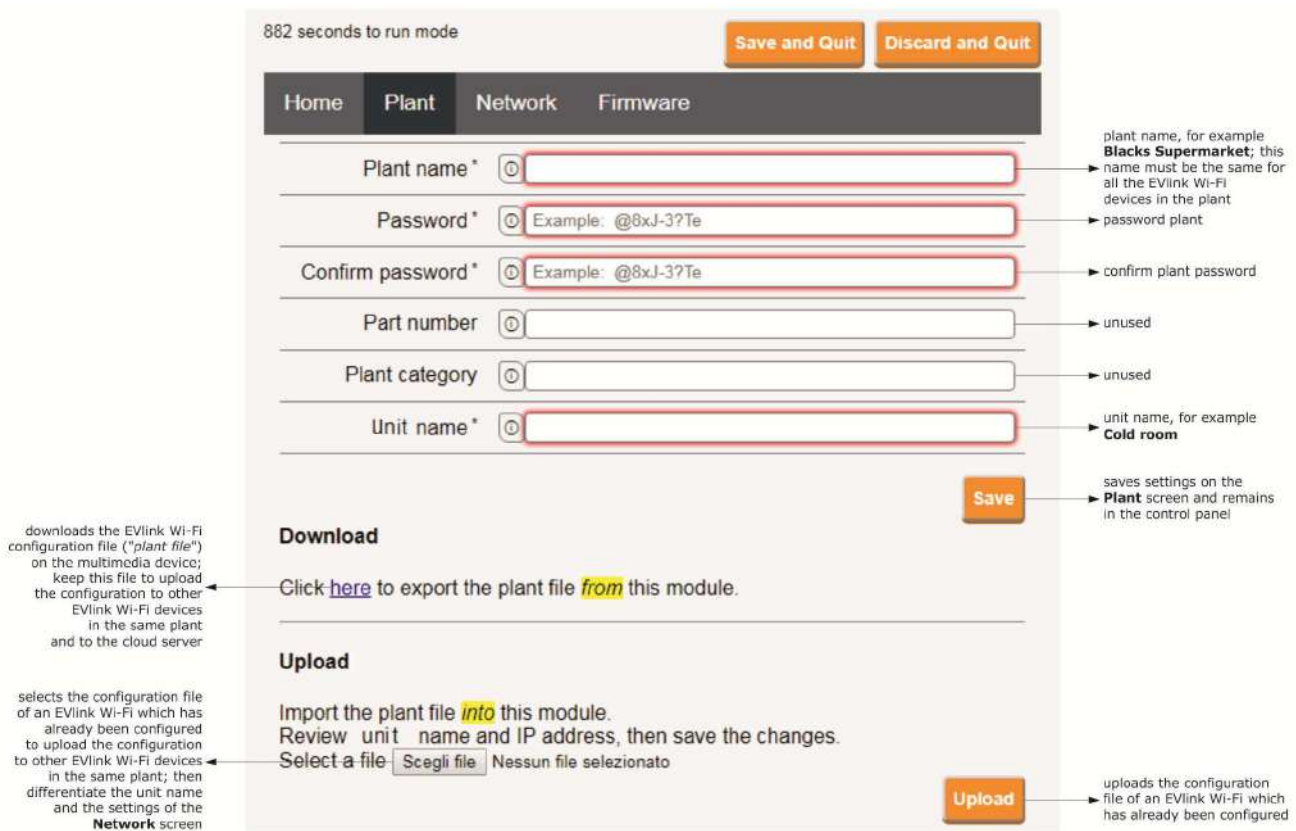 882 seconds to run mode
Save and Quit
Discard and Quit
Home Plant Network Firmware
Plant name *
plant name, for example
Blacks Supermarket; this
name must be the same for
all the EVlink Wi-Fi
devices in the plant
Password * Example: @8xJ-3?Te
password plant
Confirm password * Example: @8xJ-3?Te
confirm plant password
Part number
unused
Plant category
unused
Unit name *
unit name, for example
Cold room
Save
saves settings on the
Plant screen and remains
in the control panel
downloads the EVlink Wi-Fi
configuration file ("plant file")
on the multimedia device;
keep this file to upload
the configuration to other
EVlink Wi-Fi devices
in the same plant
and to the cloud server
Download
Click here to export the plant file from this module.
Upload
selects the configuration file
of an EVlink Wi-Fi which has
already been configured
to upload the configuration
to other EVlink Wi-Fi devices
in the same plant; then
differentiate the unit name
and the settings of the
Network screen
Import the plant file into this module.
Review unit name and IP address, then save the changes.
Select a file Scegli file Nessun file selezionato
Upload
uploads the configuration
file of an EVlink Wi-Fi which
has already been configured